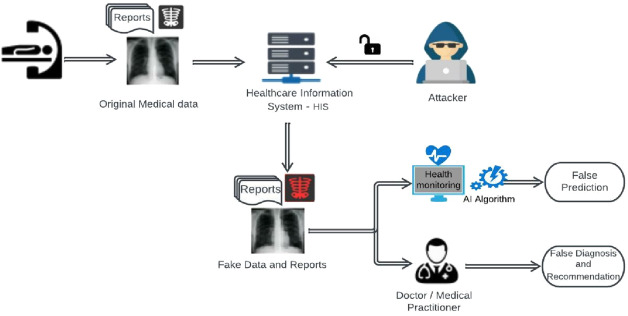 Reports
Original Medical data
Healthcare Information
System - HIS
Attacker
Reports
Fake Data and Reports
Health
monitoring
AI Algorithm
False
Prediction
Doctor / Medical
Practitioner
False Diagnosis
and
Recommendation